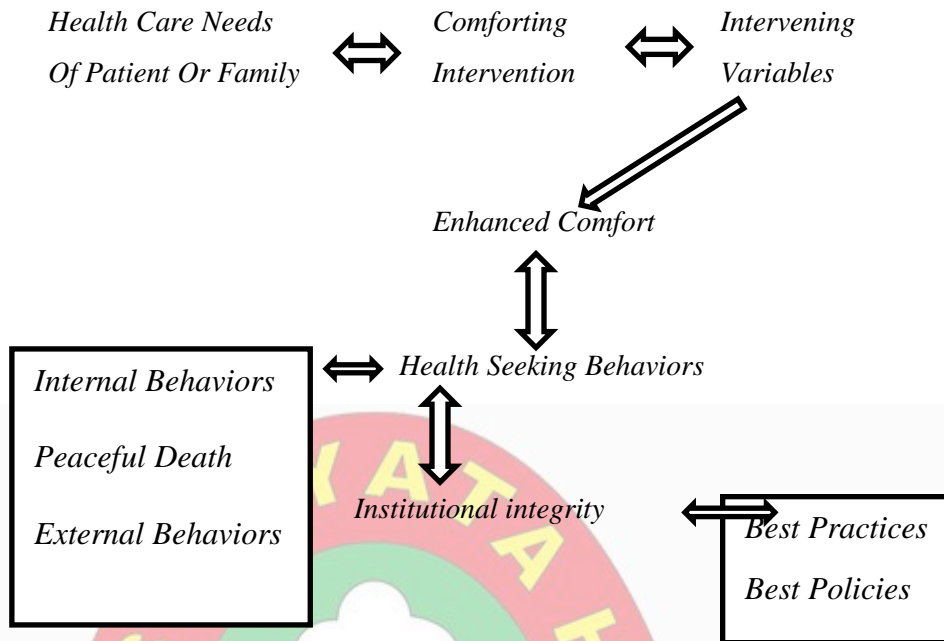 Health Care Needs
Of Patient Or Family
Comforting
Intervention
Intervening
Variables
Enhanced Comfort
Health Seeking Behaviors
Internal Behaviors
Peaceful Death
External Behaviors
Institutional integrity
Best Practices
Best Policies
YATA